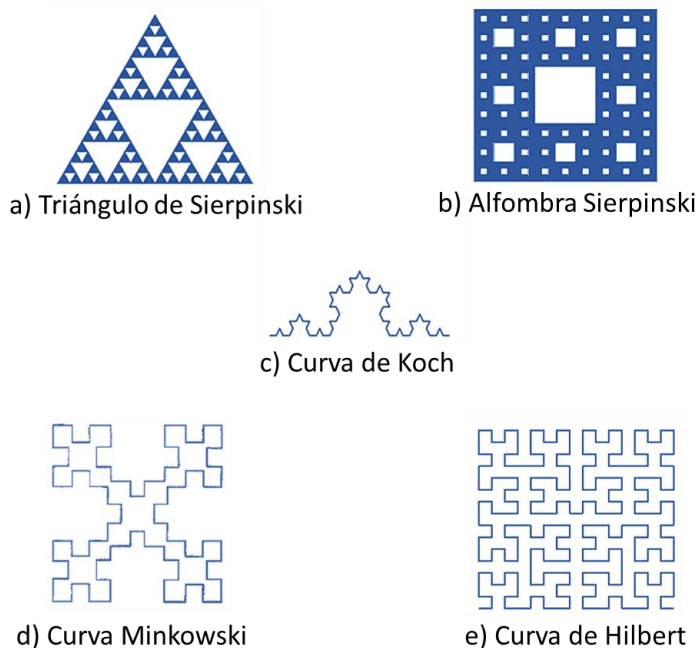 a) Triángulo de Sierpinski
b) Alfombra Sierpinski
c) Curva de Koch
d) Curva Minkowski
e) Curva de Hilbert